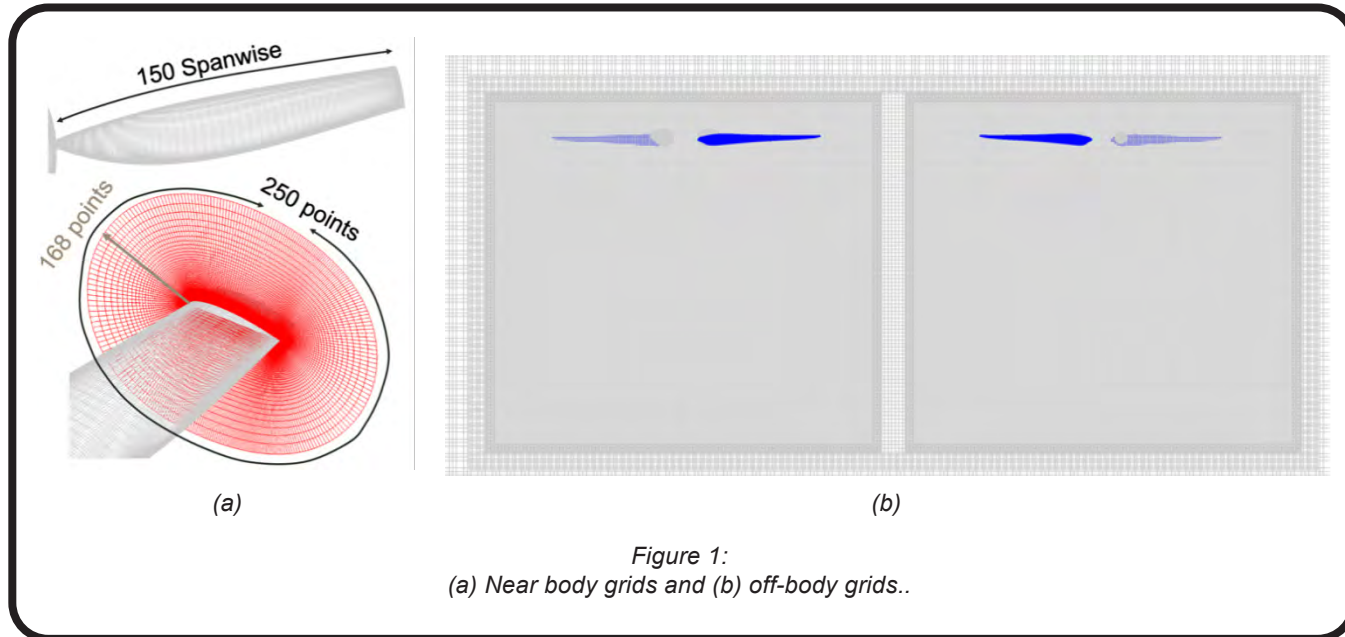 150 Spanwise
250 points
168 points
(a)
(b)
Figure 1:
(a) Near body grids and (b) off-body grids..